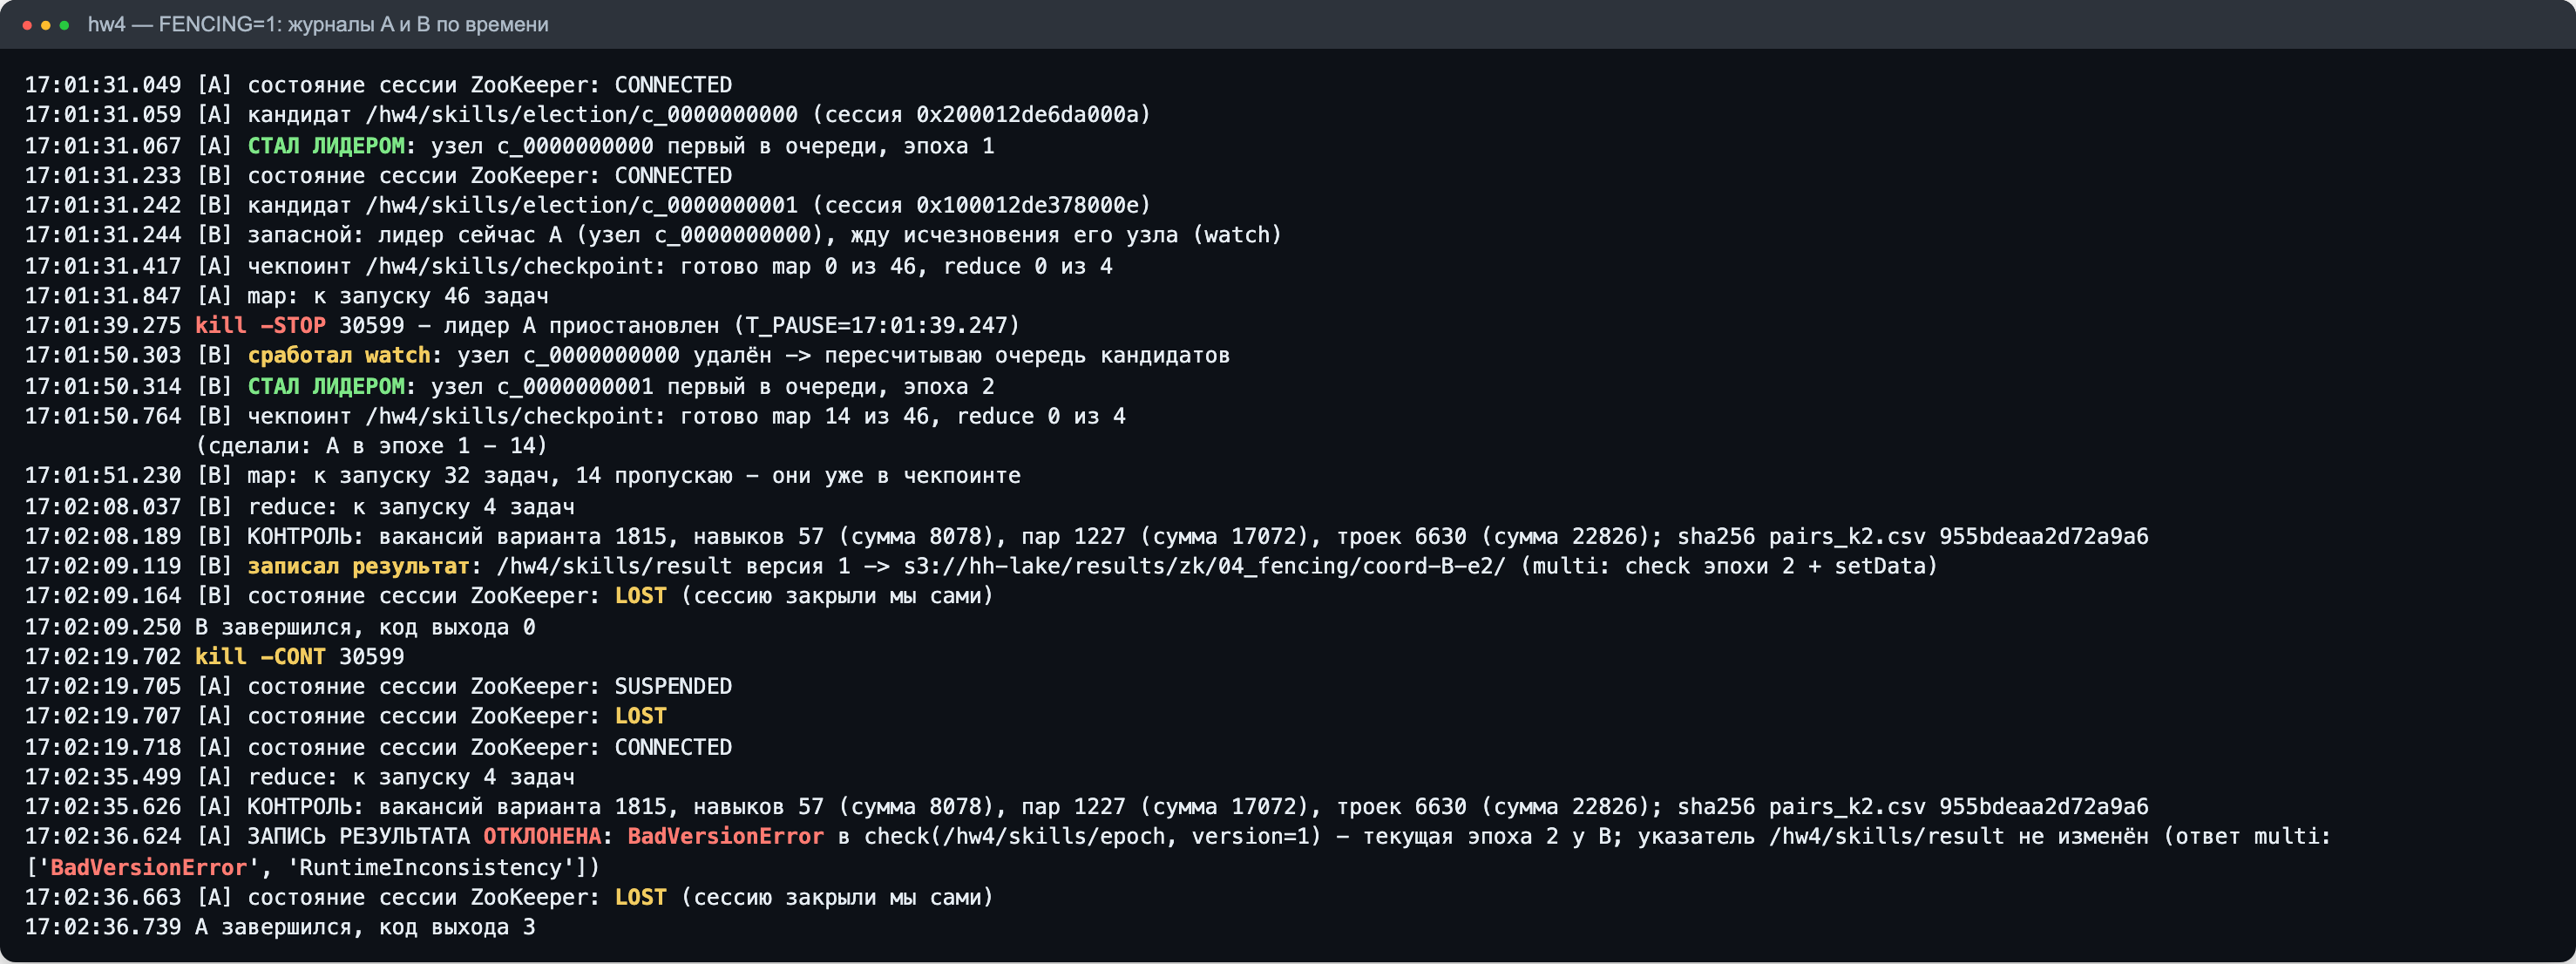 hw4 — FENCING=1: журналы A и B по времени
17:01:31.049 [A] состояние сессии ZooKeeper: CONNECTED
17:01:31.059 [A] кандидат /hw4/skills/election/c_0000000000 (сессия 0x200012de6da000a)
17:01:31.067 [A] СТАЛ ЛИДЕРОМ: узел c_0000000000 первый в очереди, эпоха 1
17:01:31.233 [B] состояние сессии ZooKeeper: CONNECTED
17:01:31.242 [B] кандидат /hw4/skills/election/c_0000000001 (сессия 0x100012de378000e)
17:01:31.244 [B] запасной: лидер сейчас A (узел c_0000000000), жду исчезновения его узла (watch)
17:01:31.417 [A] чекпоинт /hw4/skills/checkpoint: готово map 0 из 46, reduce 0 из 4
17:01:31.847 [A] map: к запуску 46 задач
17:01:39.275 kill -STOP 30599 — лидер A приостановлен (T_PAUSE=17:01:39.247)
17:01:50.303 [B] сработал watch: узел c_0000000000 удалён -> пересчитываю очередь кандидатов
17:01:50.314 [B] СТАЛ ЛИДЕРОМ: узел c_0000000001 первый в очереди, эпоха 2
17:01:50.764 [B] чекпоинт /hw4/skills/checkpoint: готово map 14 из 46, reduce 0 из 4
(сделали: A в эпохе 1 — 14)
17:01:51.230 [B] map: к запуску 32 задач, 14 пропускаю — они уже в чекпоинте
17:02:08.037 [B] reduce: к запуску 4 задач
17:02:08.189 [B] КОНТРОЛЬ: вакансий варианта 1815, навыков 57 (сумма 8078), пар 1227 (сумма 17072), троек 6630 (сумма 22826); sha256 pairs_k2.csv 955bdeaa2d72a9a6
17:02:09.119 [B] записал результат: /hw4/skills/result версия 1 -> s3://hh-lake/results/zk/04_fencing/coord-B-e2/ (multi: check эпохи 2 + setData)
17:02:09.164 [B] состояние сессии ZooKeeper: LOST (сессию закрыли мы сами)
17:02:09.250 B завершился, код выхода 0
17:02:19.702 kill -CONT 30599
17:02:19.705 [A] состояние сессии ZooKeeper: SUSPENDED
17:02:19.707 [A] состояние сессии ZooKeeper: LOST
17:02:19.718 [A] состояние сессии ZooKeeper: CONNECTED
17:02:35.499 [A] reduce: к запуску 4 задач
17:02:35.626 [A] КОНТРОЛЬ: вакансий варианта 1815, навыков 57 (сумма 8078), пар 1227 (сумма 17072), троек 6630 (сумма 22826); sha256 pairs_k2.csv 955bdeaa2d72a9a6
17:02:36.624 [A] ЗАПИСЬ РЕЗУЛЬТАТА ОТКЛОНЕНА: BadVersionError в check(/hw4/skills/epoch, version=1) — текущая эпоха 2 у B; указатель /hw4/skills/result не изменён (ответ multi:
['BadVersionError', 'RuntimeInconsistency'])
17:02:36.663 [A] состояние сессии ZooKeeper: LOST (сессию закрыли мы сами)
17:02:36.739 A завершился, код выхода 3